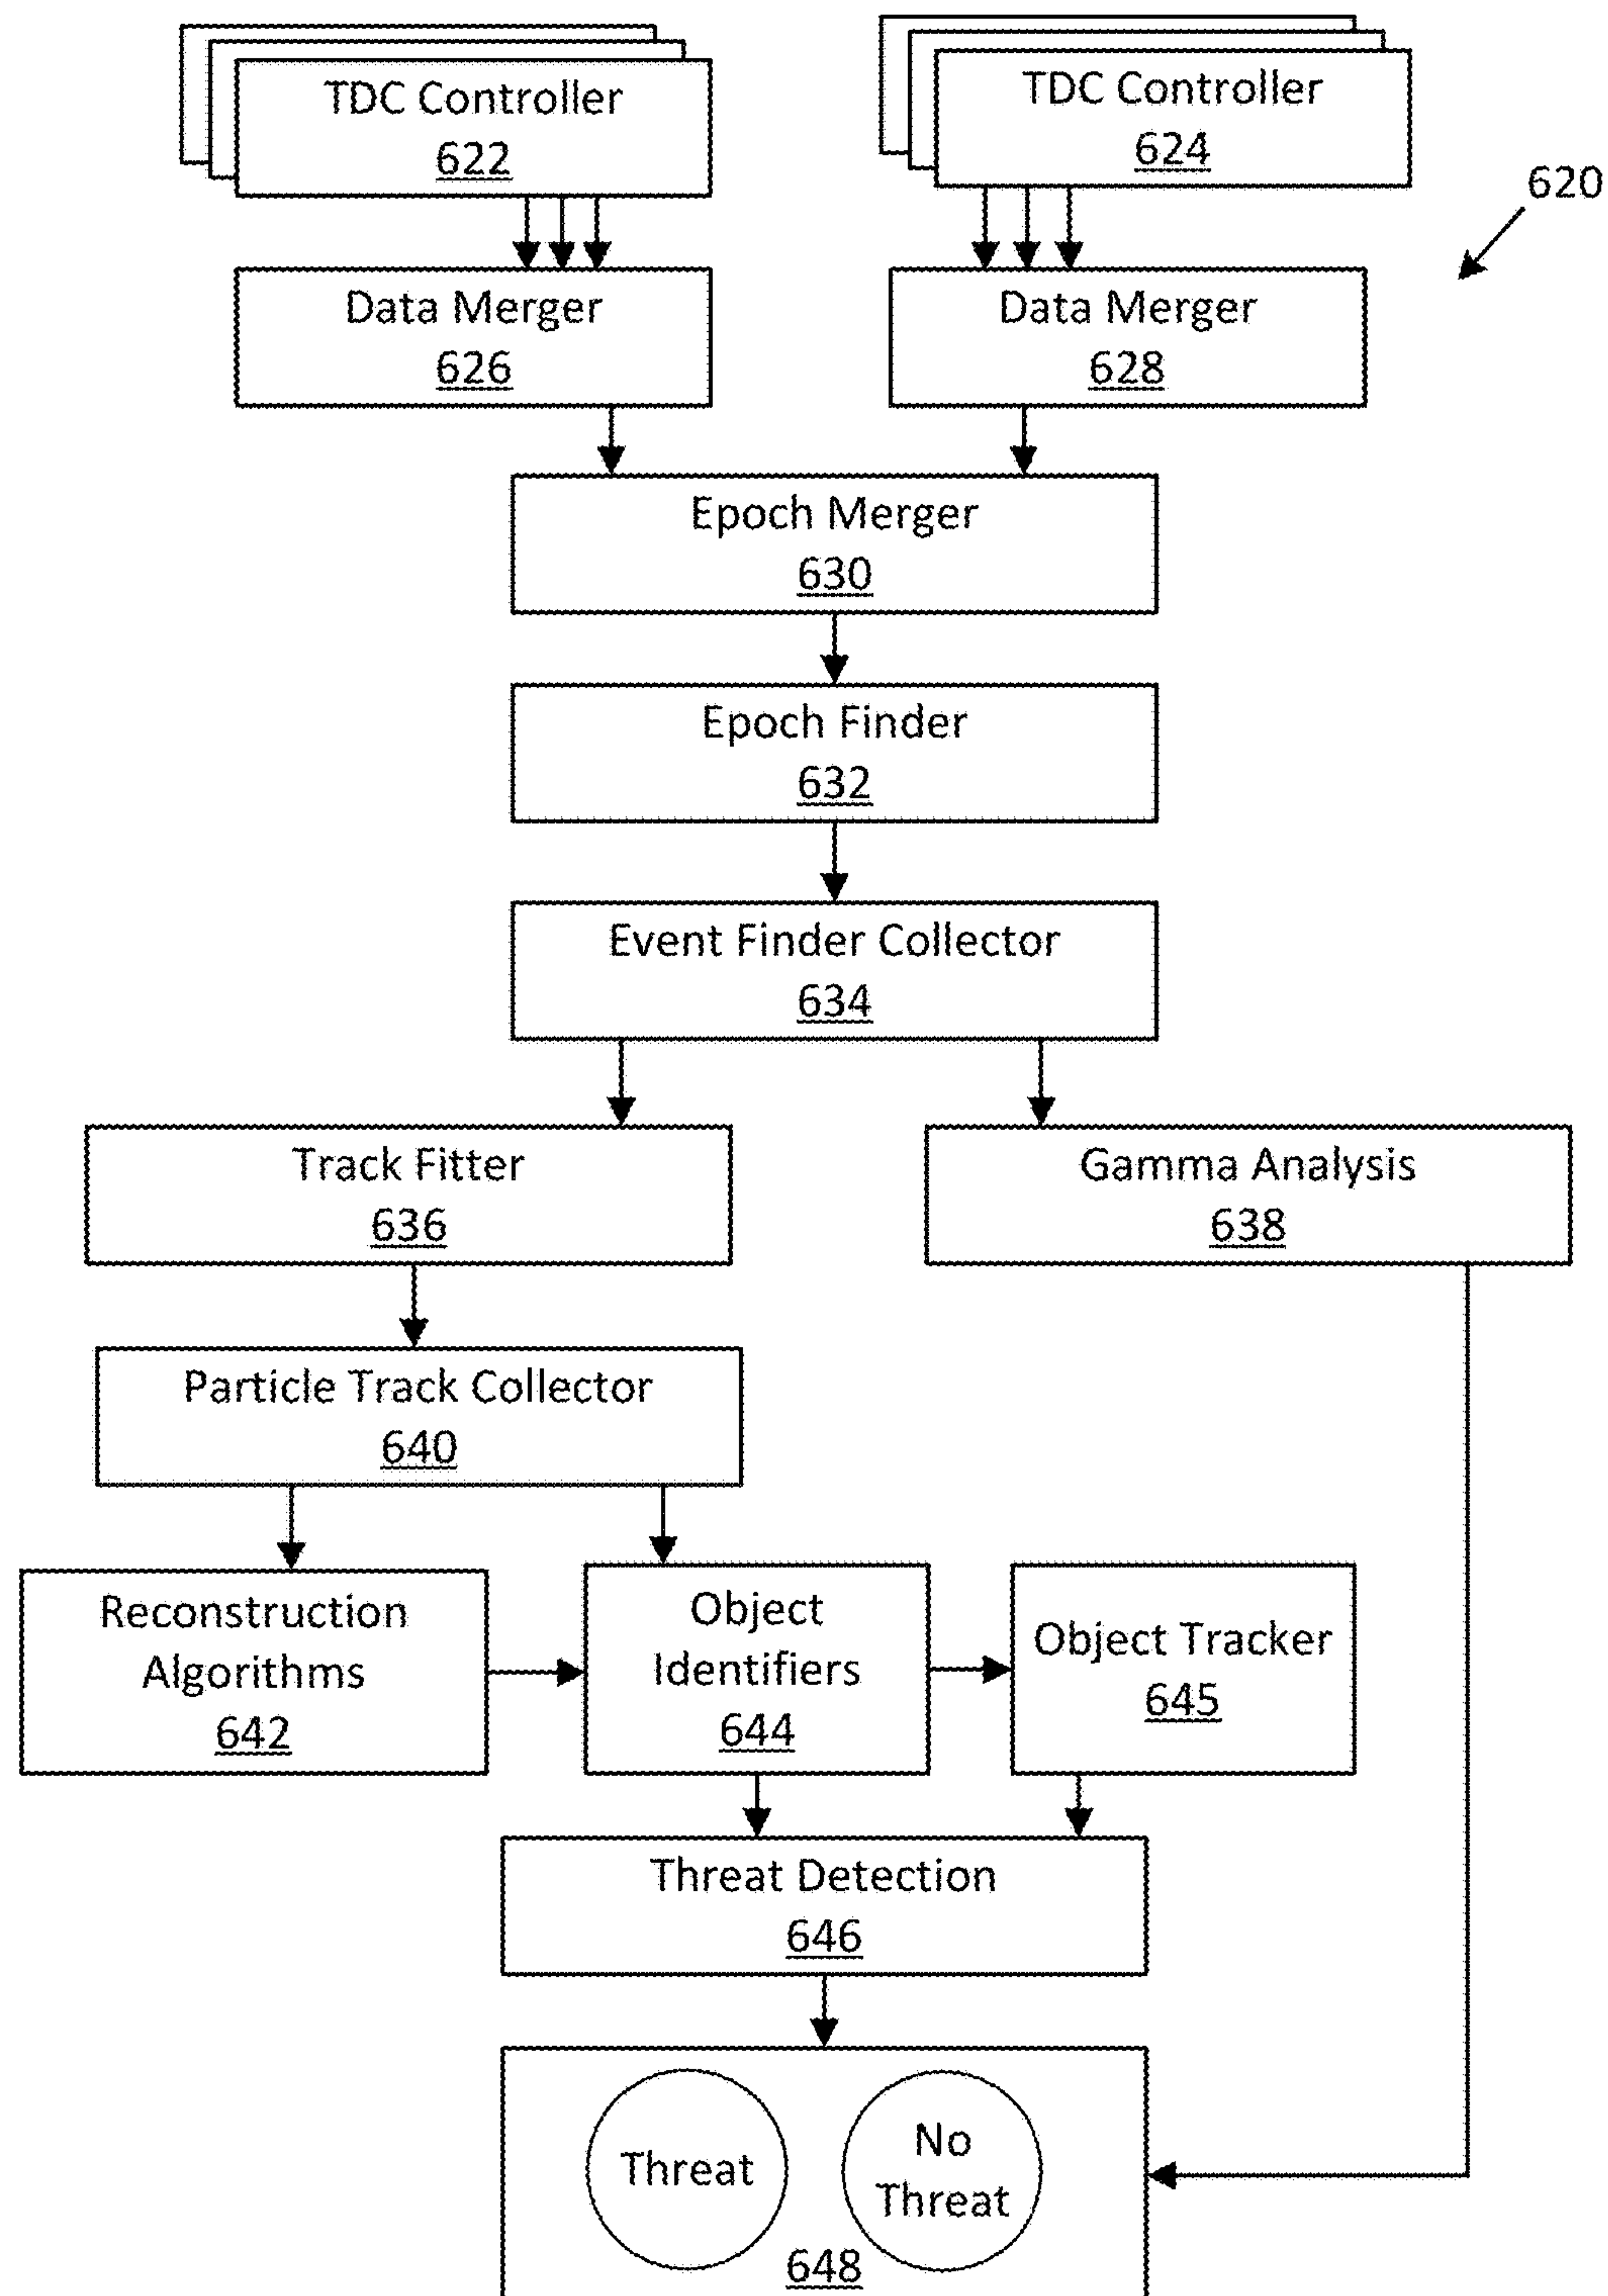 TDC Controller
622
TDC Controller
624
620
Data Merger
626
Data Merger
628
Epoch Merger
630
Epoch Finder
632
Event Finder Collector
634
Track Fitter
636
Gamma Analysis
638
Particle Track Collector
640
Reconstruction
Algorithms
642
Object
Identifiers
644
Object Tracker
645
Threat Detection
646
Threat
No
Threat
648